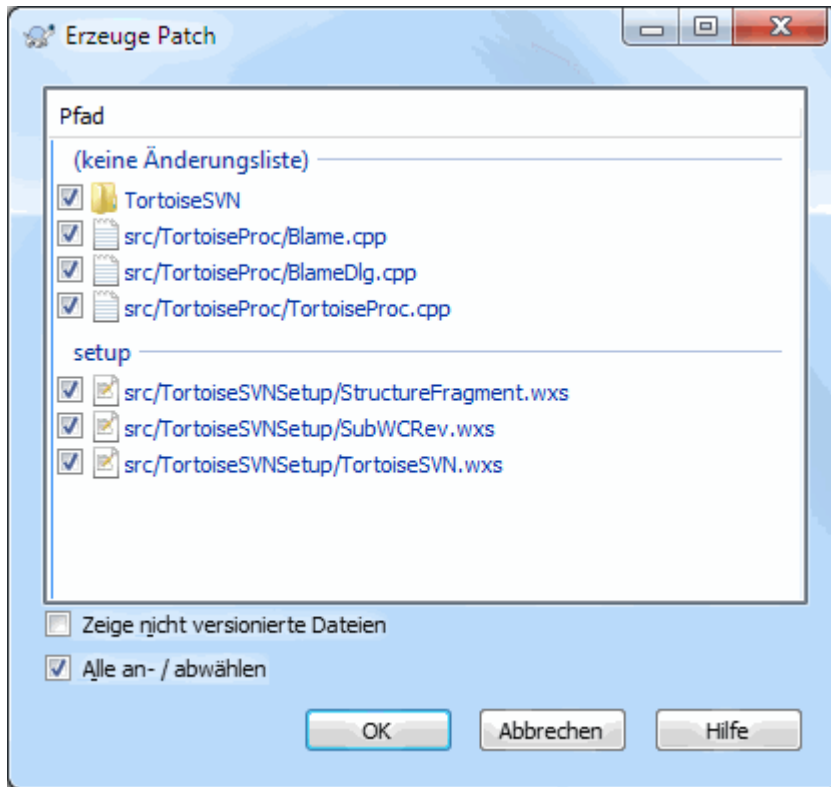 Erzeuge Patch
Pfad
(keine Änderungsliste)
TortoiseSVN
src/TortoiseProc/Blame.cpp
src/TortoiseProc/BlameDlg.cpp
src/TortoiseProc/TortoiseProc.cpp
setup
src/TortoiseSVNSetup/StructureFragment.wxs
src/TortoiseSVNSetup/SubWCRev.wxs
src/TortoiseSVNSetup/TortoiseSVN.wxs
Zeige nicht versionierte Dateien
Alle an- / abwählen
OK Abbrechen Hilfe